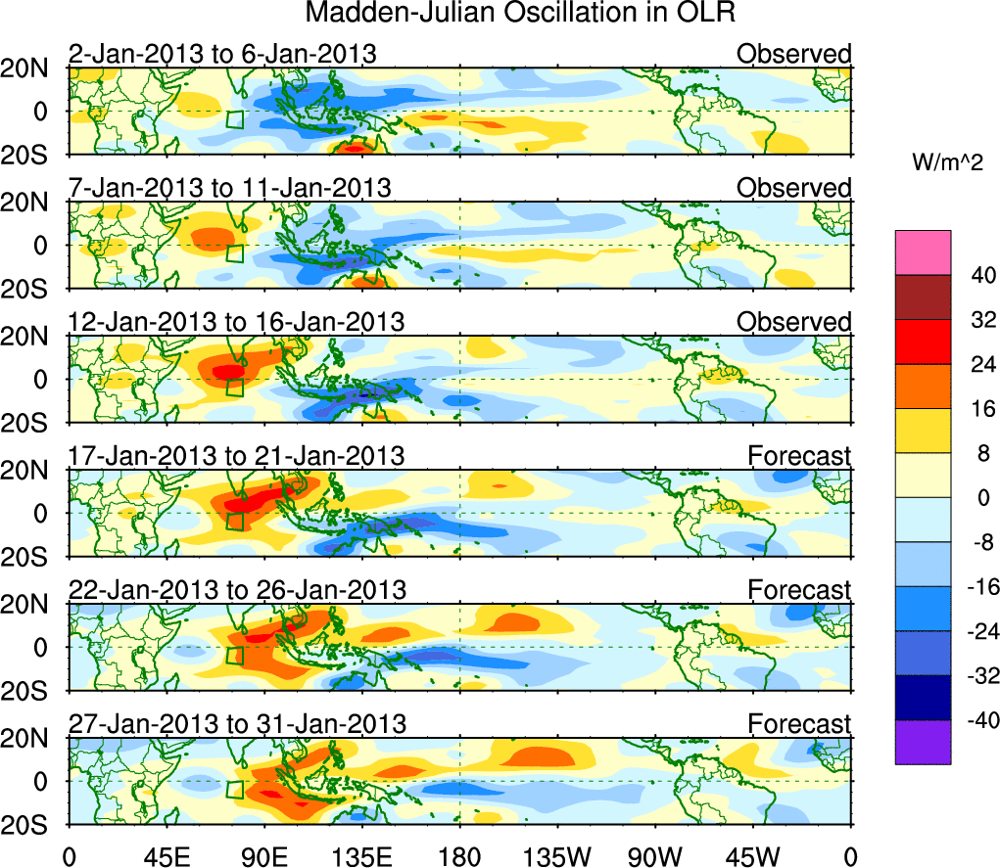 Madden-Julian Oscillation in OLR
2-Jan-2013 to 6-Jan-2013 Observed
20N
0
20S
7-Jan-2013 to 11-Jan-2013 Observed
20N
0
20S
12-Jan-2013 to 16-Jan-2013 Observed
20N
0
20S
17-Jan-2013 to 21-Jan-2013 Forecast
20N
0
20S
22-Jan-2013 to 26-Jan-2013 Forecast
20N
0
20S
27-Jan-2013 to 31-Jan-2013 Forecast
20N
0
20S
0 45E 90E 135E 180 135W 90W 45W 0
W/m^2
40
32
24
16
8
0
-8
-16
-24
-32
-40